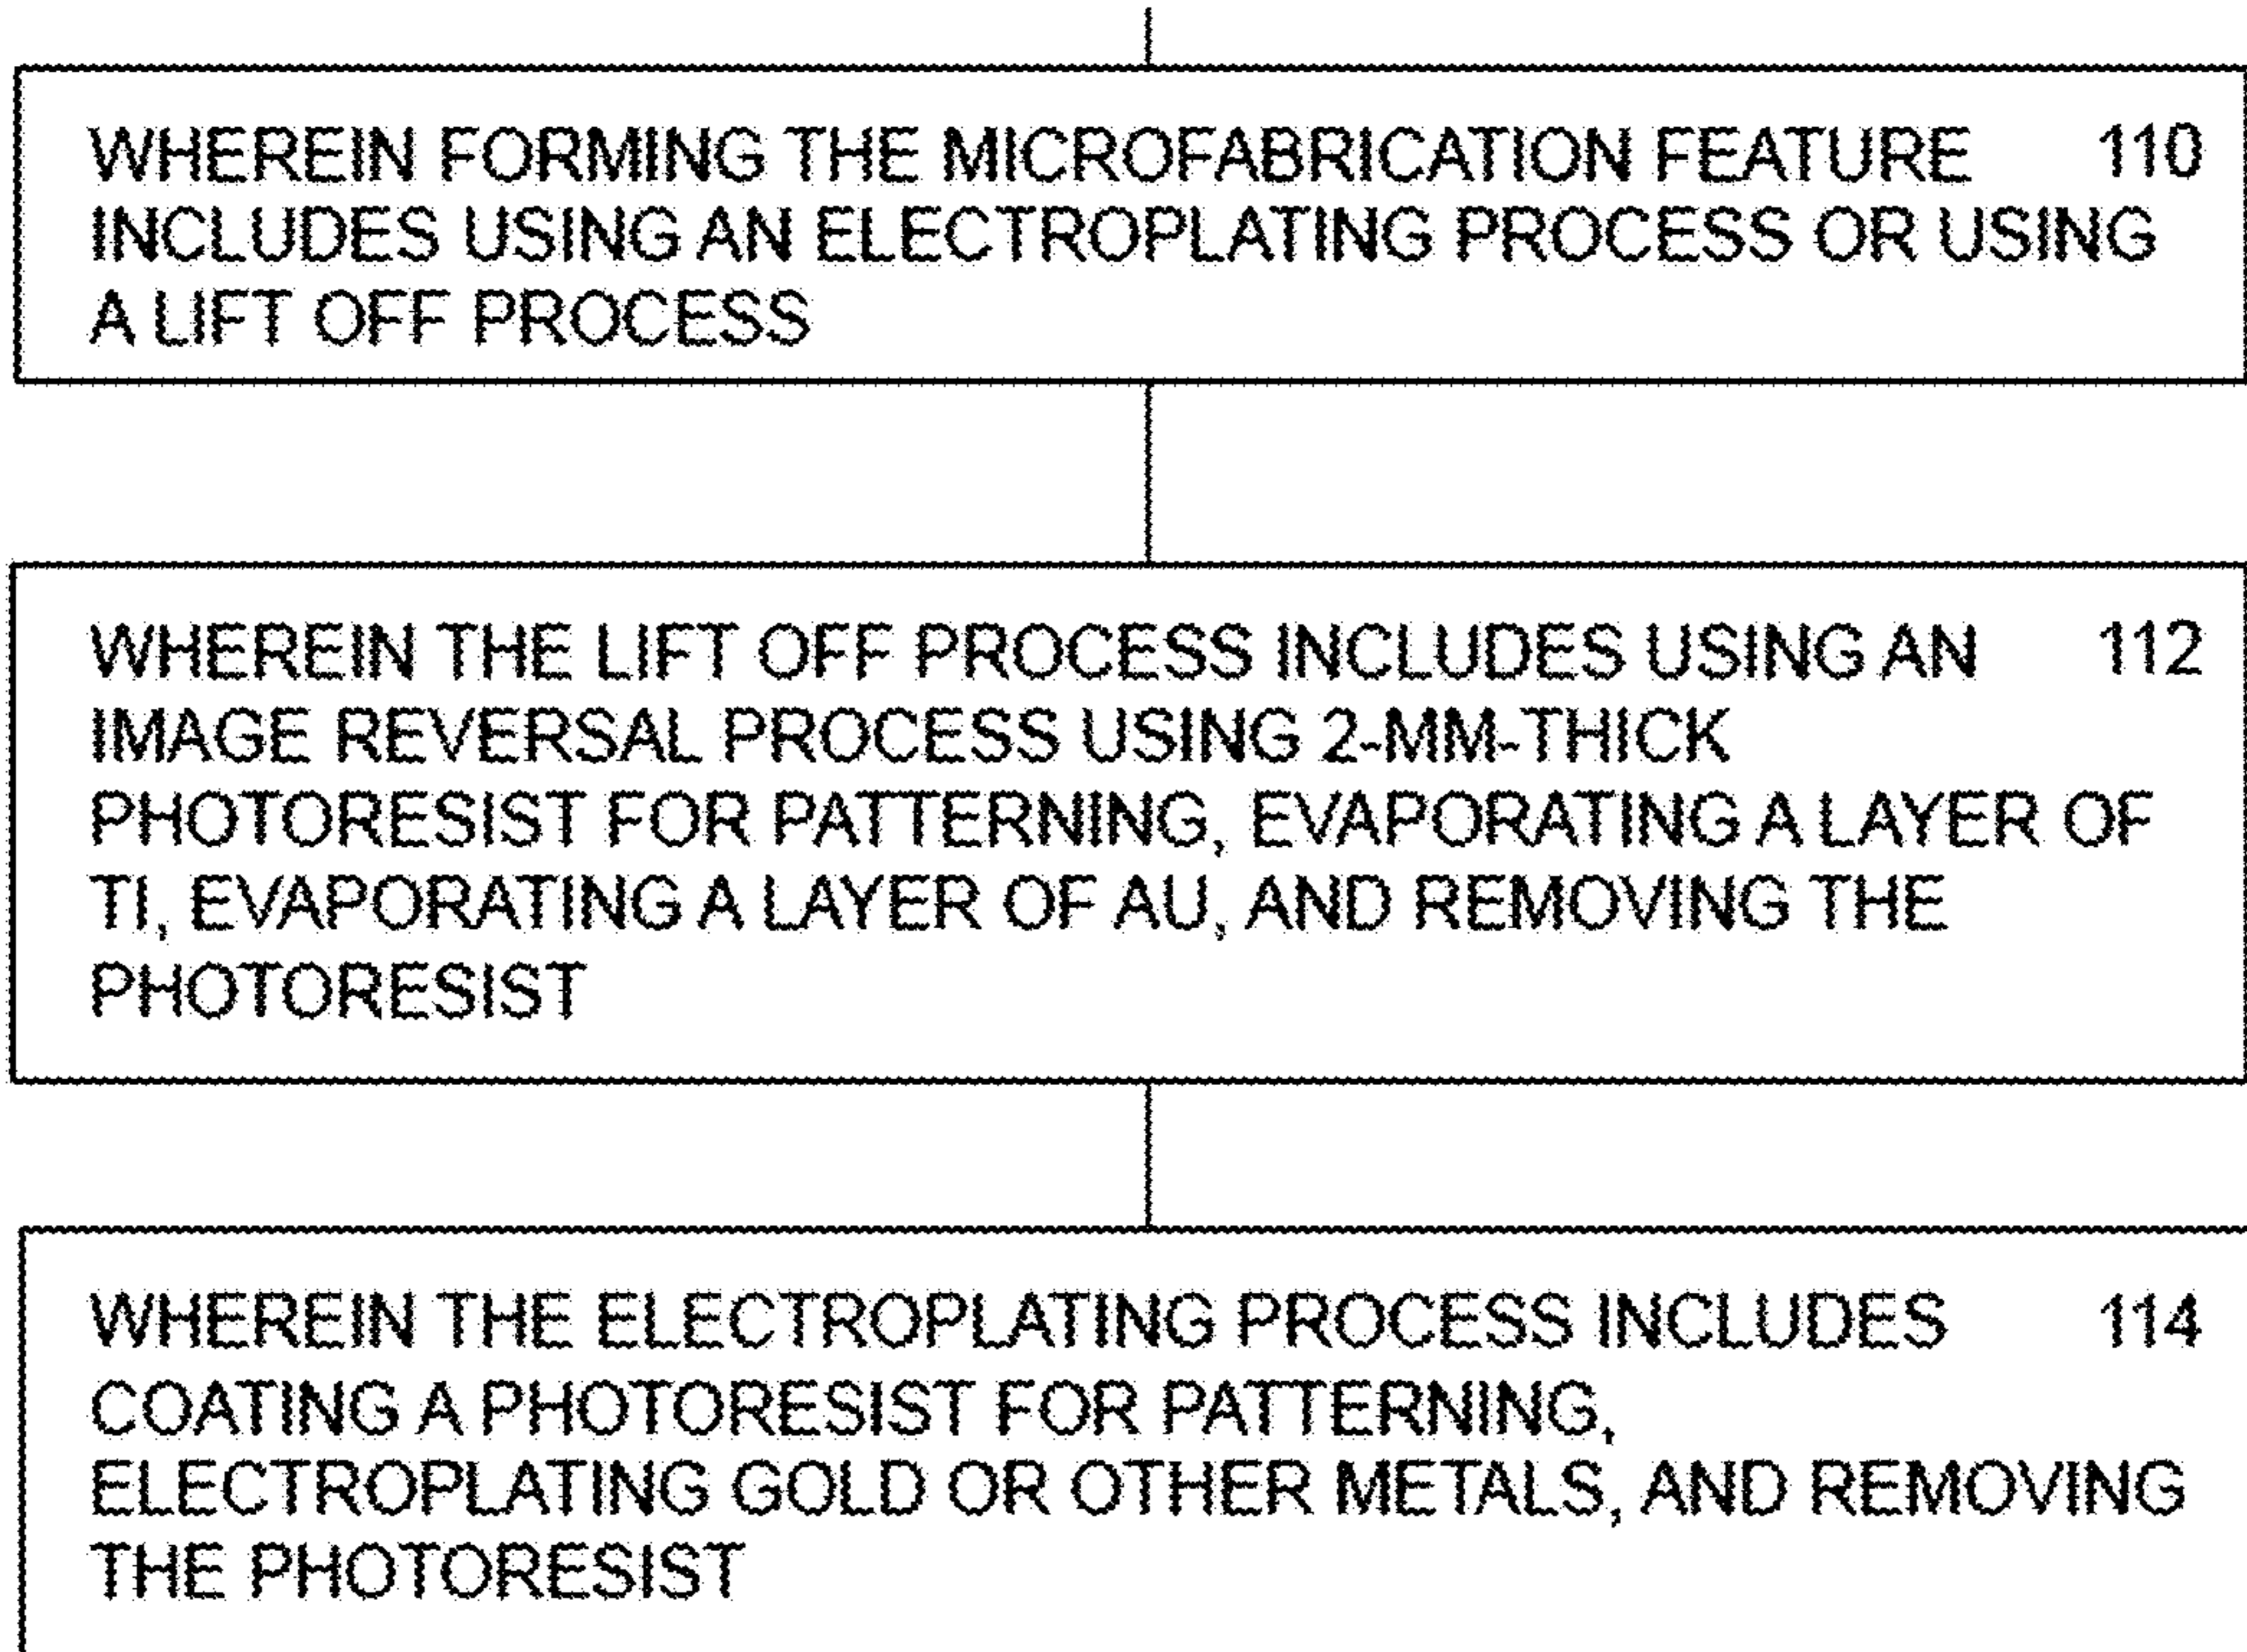 WHEREIN FORMING THE MICROFABRICATION FEATURE 110
INCLUDES USING AN ELECTROPLATING PROCESS OR USING
A LIFT OFF PROCESS
WHEREIN THE LIFT OFF PROCESS INCLUDES USING AN 112
IMAGE REVERSAL PROCESS USING 2-MM-THICK
PHOTORESIST FOR PATTERNING, EVAPORATING A LAYER OF
TI, EVAPORATING A LAYER OF AU, AND REMOVING THE
PHOTORESIST
WHEREIN THE ELECTROPLATING PROCESS INCLUDES 114
COATING A PHOTORESIST FOR PATTERNING,
ELECTROPLATING GOLD OR OTHER METALS, AND REMOVING
THE PHOTORESIST